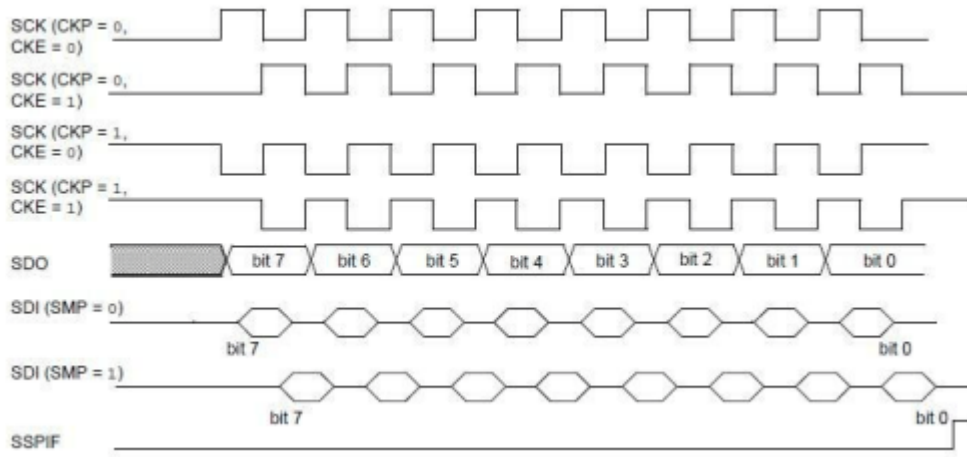 SCK (CKP = 0,
CKE = 0)
SCK (CKP = 0,
CKE = 1)
SCK (CKP = 1,
CKE = 0)
SCK (CKP = 1,
CKE = 1)
SDO bit 7 bit 6 bit 5 bit 4 bit 3 bit 2 bit 1 bit 0
SDI (SMP = 0)
bit 7 bit 0
SDI (SMP = 1)
bit 7 bit 0
SSPIF